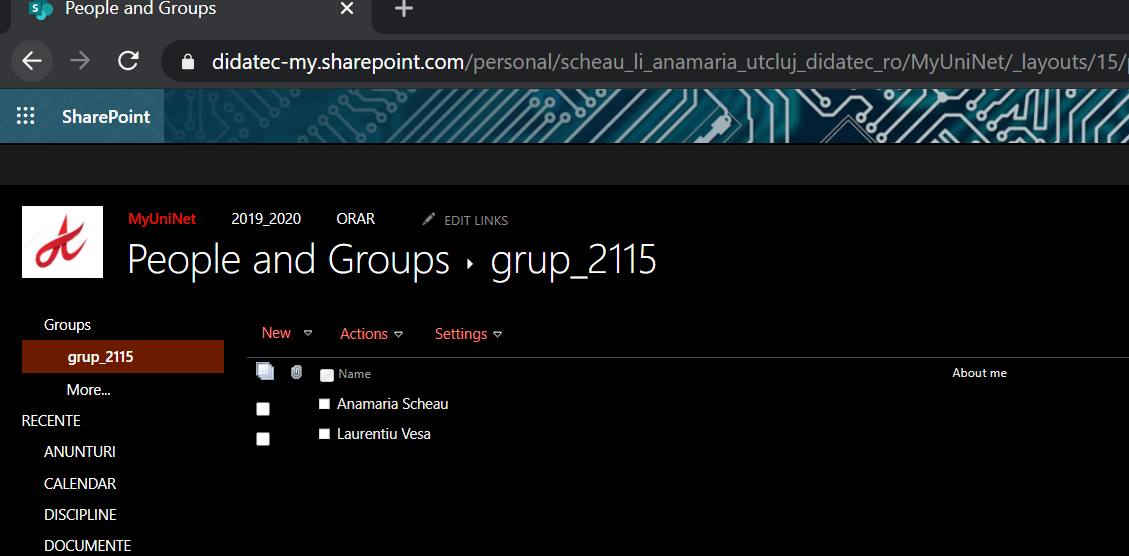 People and Groups
didatec-my.sharepoint.com/personal/scheau_li_anamaria_utcluj_didatec_ro/MyUniNet/_layouts/15/
SharePoint
MyUniNet 2019_2020 ORAR EDIT LINKS
People and Groups grup_2115
Groups
grup_2115
More...
RECENTE
ANUNTURI
CALENDAR
DISCIPLINE
DOCUMENTE
New Actions Settings
Name About me
Anamaria Scheau
Laurentiu Vesa